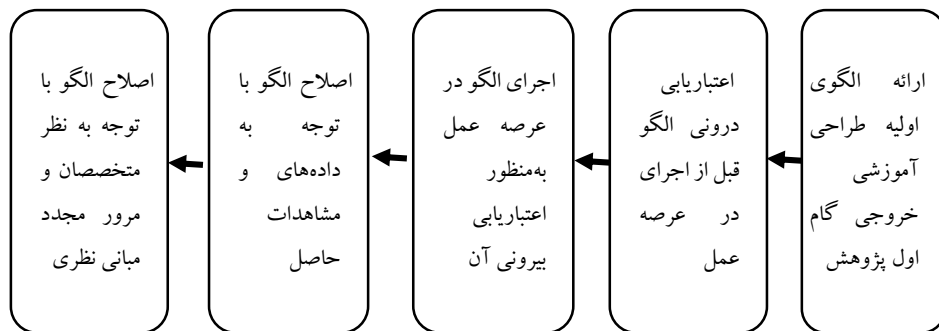 ارائه الگوی
اولیه طراحی
آموزشی
خروجی گام
اول پژوهش
اعتباریابی
درونی الگو
قبل از اجرای
در عرصه
عمل
اجرای الگو در
عرصه عمل
به‌منظور
اعتباریابی
بیرونی آن
اصلاح الگو با
توجه به
داده‌های و
مشاهدات
حاصل
اصلاح الگو با
توجه به نظر
متخصصان و
مرور مجدد
مبانی نظری